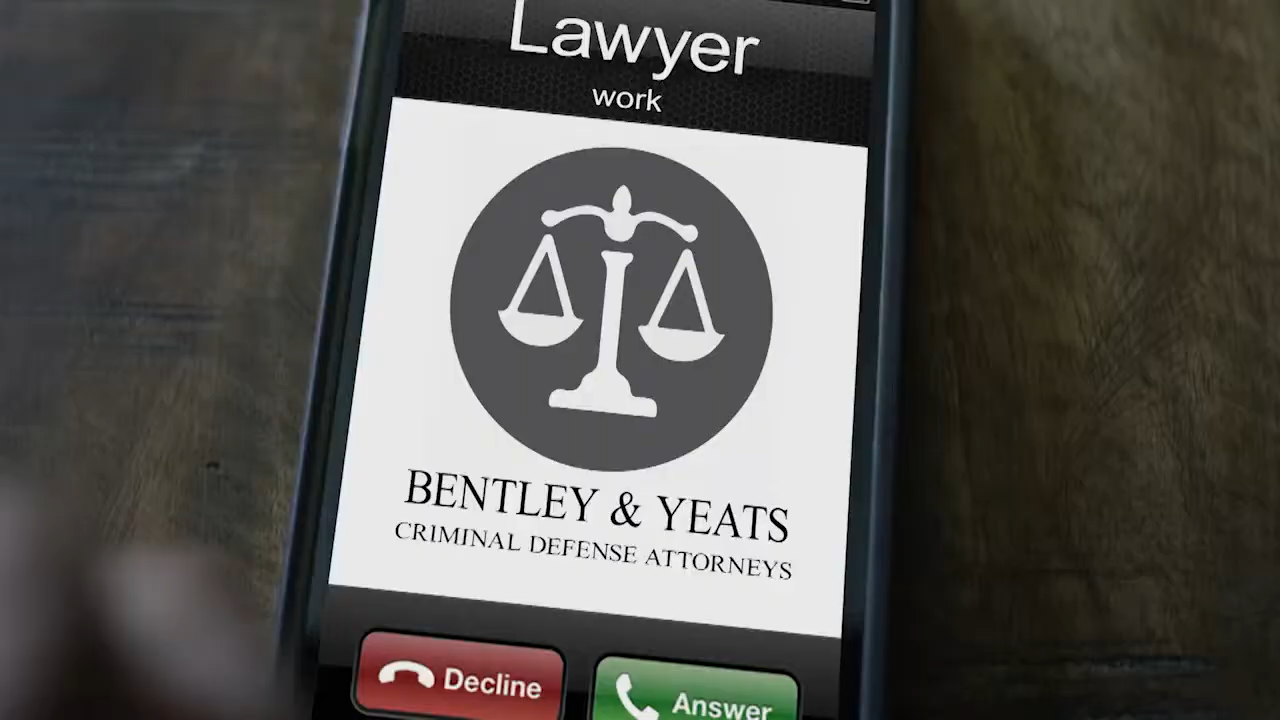 Lawyer
work
BENTLEY & YEATS
CRIMINAL DEFENSE ATTORNEYS
Decline
Answer